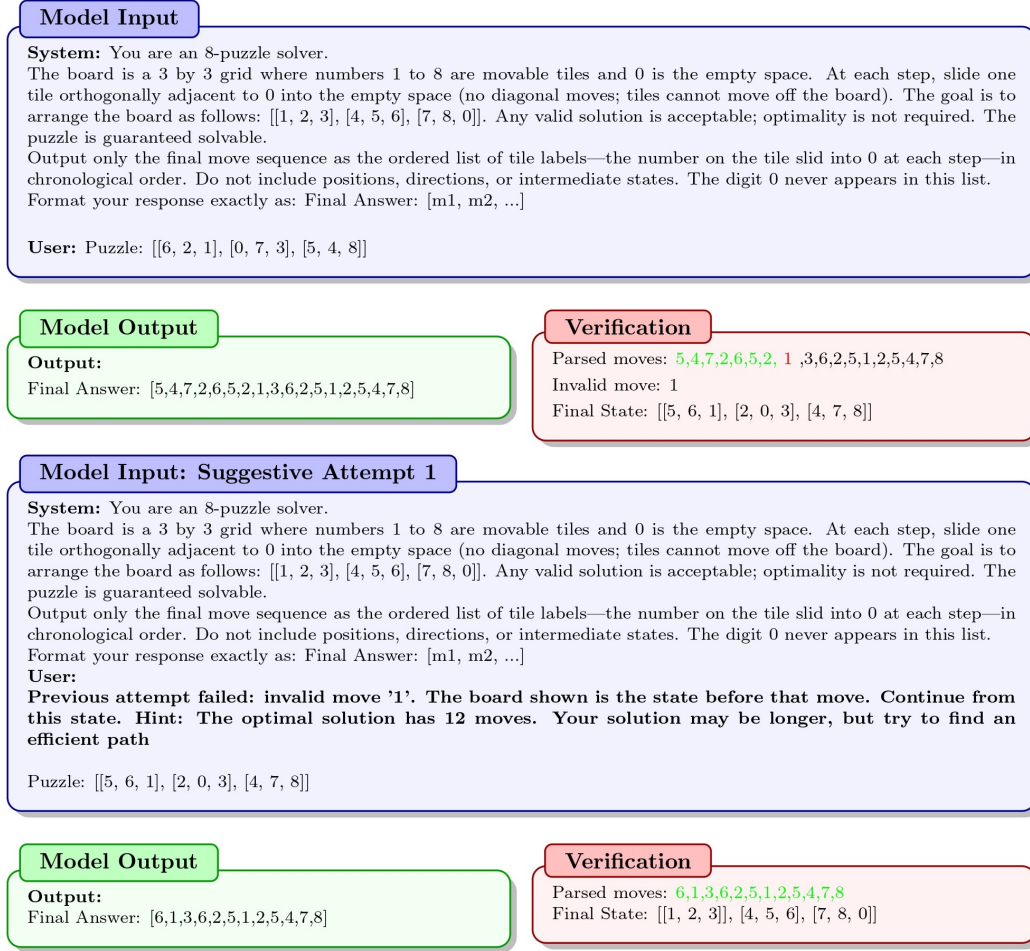 Model Input
System: You are an 8-puzzle solver.
The board is a 3 by 3 grid where numbers 1 to 8 are movable tiles and 0 is the empty space. At each step, slide one
tile orthogonally adjacent to 0 into the empty space (no diagonal moves; tiles cannot move off the board). The goal is to
arrange the board as follows: [[1, 2, 3], [4, 5, 6], [7, 8, 0]]. Any valid solution is acceptable; optimality is not required. The
puzzle is guaranteed solvable.
Output only the final move sequence as the ordered list of tile labels—the number on the tile slid into 0 at each step—in
chronological order. Do not include positions, directions, or intermediate states. The digit 0 never appears in this list.
Format your response exactly as: Final Answer: [m1, m2, ...]
User: Puzzle: [[6, 2, 1], [0, 7, 3], [5, 4, 8]]
Model Output
Output:
Final Answer: [5,4,7,2,6,5,2,1,3,6,2,5,1,2,5,4,7,8]
Verification
Parsed moves: 5,4,7,2,6,5,2, 1 ,3,6,2,5,1,2,5,4,7,8
Invalid move: 1
Final State: [[5, 6, 1], [2, 0, 3], [4, 7, 8]]
Model Input: Suggestive Attempt 1
System: You are an 8-puzzle solver.
The board is a 3 by 3 grid where numbers 1 to 8 are movable tiles and 0 is the empty space. At each step, slide one
tile orthogonally adjacent to 0 into the empty space (no diagonal moves; tiles cannot move off the board). The goal is to
arrange the board as follows: [[1, 2, 3], [4, 5, 6], [7, 8, 0]]. Any valid solution is acceptable; optimality is not required. The
puzzle is guaranteed solvable.
Output only the final move sequence as the ordered list of tile labels—the number on the tile slid into 0 at each step—in
chronological order. Do not include positions, directions, or intermediate states. The digit 0 never appears in this list.
Format your response exactly as: Final Answer: [m1, m2, ...]
User:
Previous attempt failed: invalid move '1'. The board shown is the state before that move. Continue from
this state. Hint: The optimal solution has 12 moves. Your solution may be longer, but try to find an
efficient path
Puzzle: [[5, 6, 1], [2, 0, 3], [4, 7, 8]]
Model Output
Output:
Final Answer: [6,1,3,6,2,5,1,2,5,4,7,8]
Verification
Parsed moves: 6,1,3,6,2,5,1,2,5,4,7,8
Final State: [[1, 2, 3]], [4, 5, 6], [7, 8, 0]]